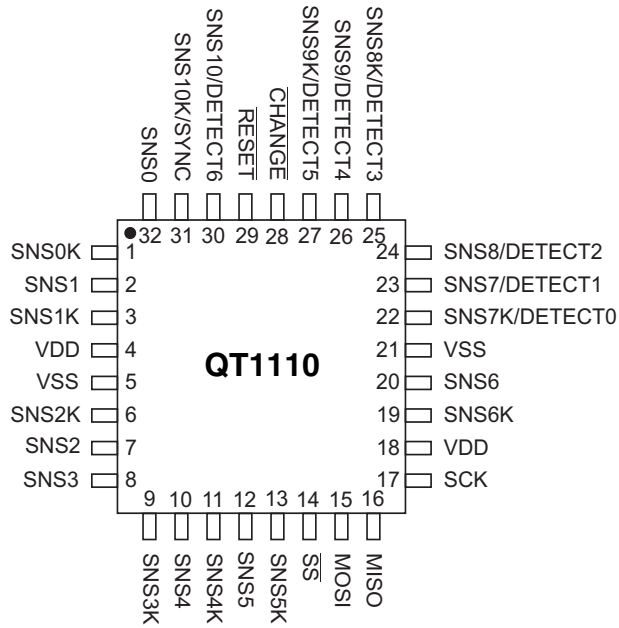 SNS0
SNS10K/SYNC
SNS10/DETECT6
RESET
CHANGE
SNS9K/DETECT5
SNS9/DETECT4
SNS8K/DETECT3
32 31 30 29 28 27 26 25
SNS0K 1
SNS1 2
SNS1K 3
VDD 4
VSS 5
SNS2K 6
SNS2 7
SNS3 8
QT1110
24 SNS8/DETECT2
23 SNS7/DETECT1
22 SNS7K/DETECT0
21 VSS
20 SNS6
19 SNS6K
18 VDD
17 SCK
9 10 11 12 13 14 15 16
SNS3K
SNS4
SNS4K
SNS5
SNS5K
SS
MOSI
MISO